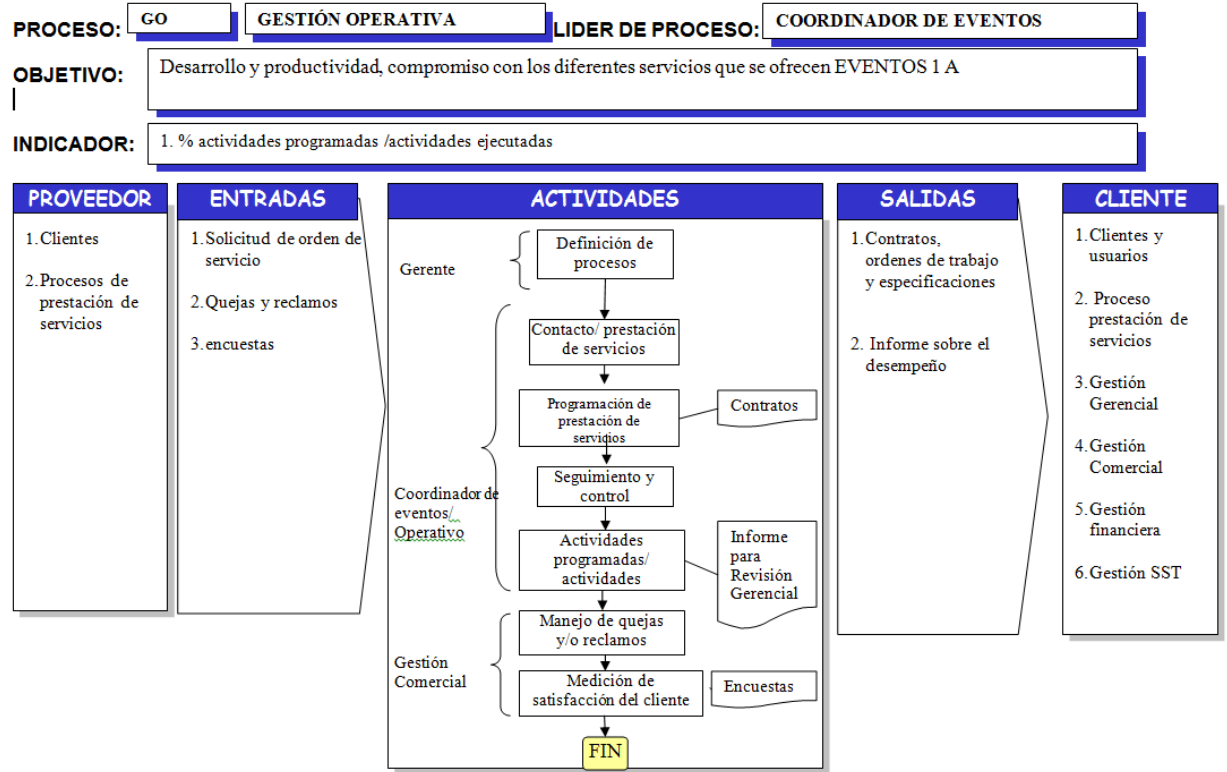 PROCESO: GO GESTIÓN OPERATIVA LIDER DE PROCESO: COORDINADOR DE EVENTOS
OBJETIVO: Desarrollo y productividad, compromiso con los diferentes servicios que se ofrecen EVENTOS 1 A
INDICADOR: 1. % actividades programadas /actividades ejecutadas
PROVEEDOR
1.Clientes
2.Procesos de
prestación de
servicios
ENTRADAS
1.Solicitud de orden de
servicio
2.Quejas y reclamos
3.encuestas
ACTIVIDADES
Gerente
Definición de
procesos
Contacto/ prestación
de servicios
Programación de
prestación de
servicios
Contratos
Seguimiento y
control
Coordinador de
eventos/
Operativo
Actividades
programadas/
actividades
Informe
para
Revisión
Gerencial
Manejo de quejas
y/o reclamos
Gestión
Comercial
Medición de
satisfacción del cliente
Encuestas
FIN
SALIDAS
1.Contratos,
ordenes de trabajo
y especificaciones
2. Informe sobre el
desempeño
CLIENTE
1.Clientes y
usuarios
2. Proceso
prestación de
servicios
3.Gestión
Gerencial
4.Gestión
Comercial
5.Gestión
financiera
6.Gestión SST